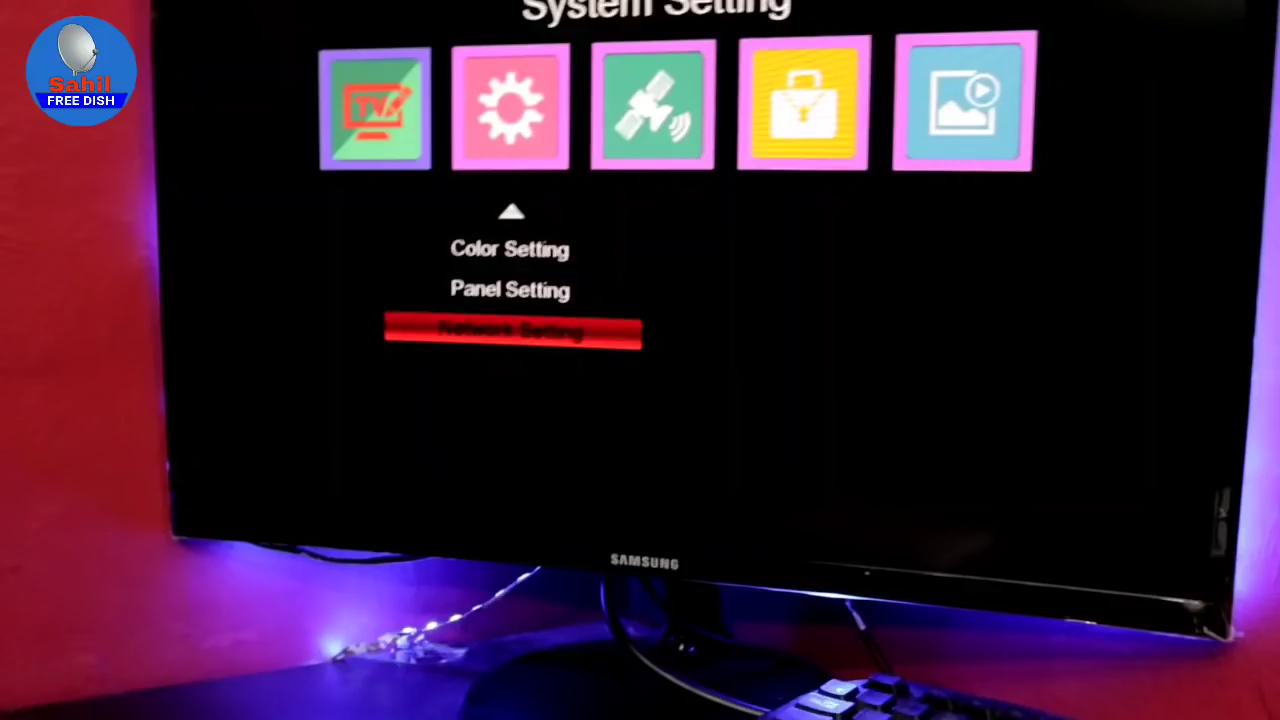 System Setting
Sahil
FREE DISH
TV
Color Setting
Panel Setting
Network Setting
SAMSUNG